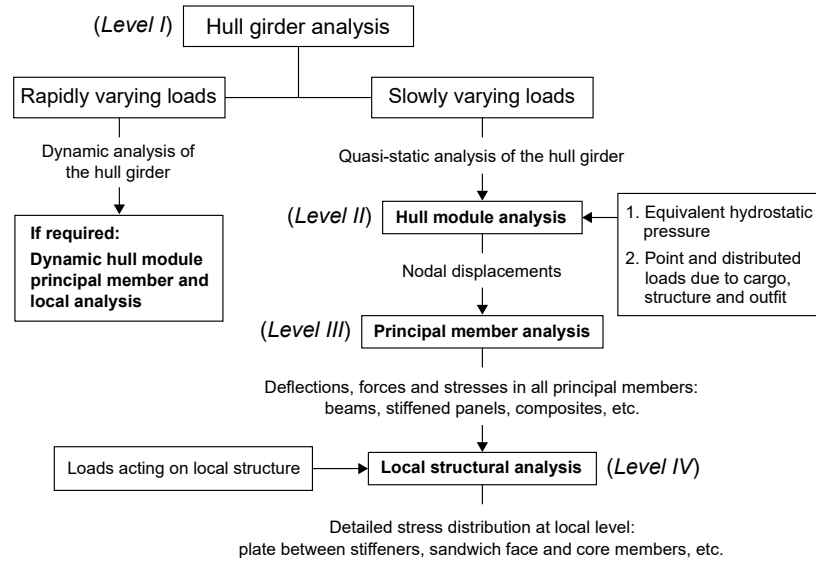 (Level I)
Hull girder analysis
Rapidly varying loads
Slowly varying loads
Dynamic analysis of
the hull girder
Quasi-static analysis of the hull girder
If required:
Dynamic hull module
principal member and
local analysis
(Level II)
Hull module analysis
1. Equivalent hydrostatic
pressure
2. Point and distributed
loads due to cargo,
structure and outfit
Nodal displacements
(Level III)
Principal member analysis
Deflections, forces and stresses in all principal members:
beams, stiffened panels, composites, etc.
Loads acting on local structure
Local structural analysis
(Level IV)
Detailed stress distribution at local level:
plate between stiffeners, sandwich face and core members, etc.